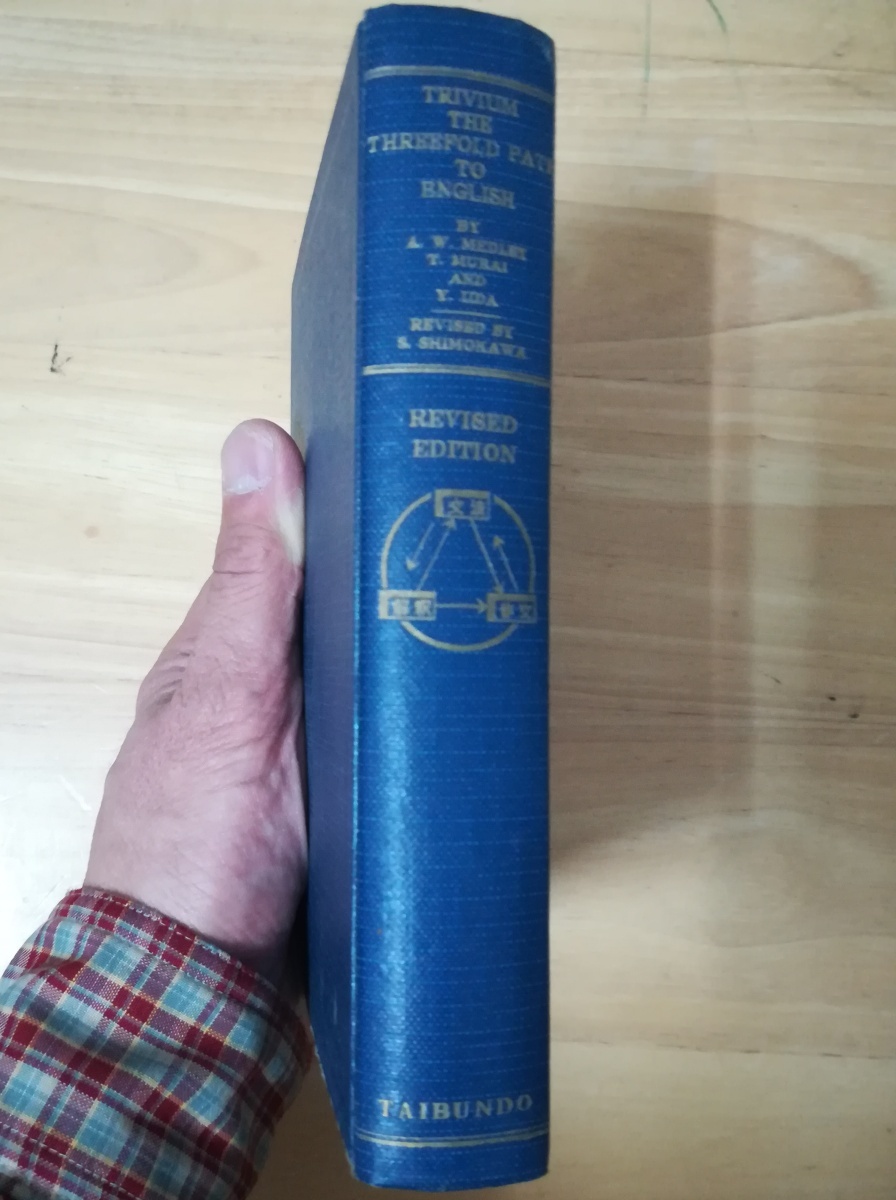 TRIVIUM
THE
THREEFOLD PATH
TO
ENGLISH
BY
A. W. MEDLEY
T. MURAI
AND
Y. IIDA
REVISED BY
S. SHIMOKAWA
REVISED
EDITION
文法
解釈
作文
TAIBUNDO